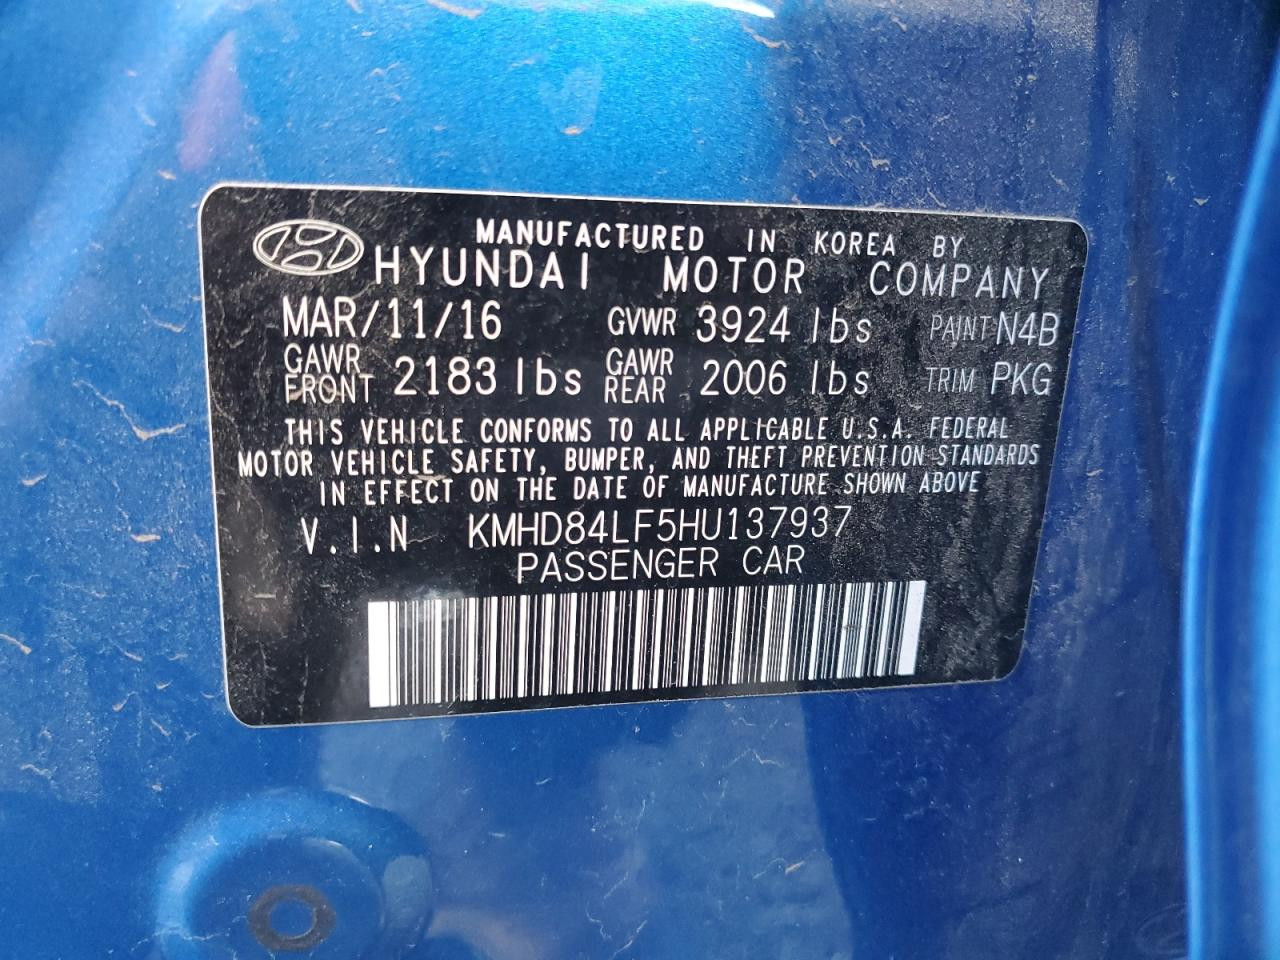 MANUFACTURED IN KOREA BY
HYUNDAI MOTOR COMPANY
MAR/11/16 GVWR 3924 lbs PAINT N4B
GAWR FRONT 2183 lbs GAWR REAR 2006 lbs TRIM PKG
THIS VEHICLE CONFORMS TO ALL APPLICABLE U.S.A. FEDERAL
MOTOR VEHICLE SAFETY, BUMPER, AND THEFT PREVENTION STANDARDS
IN EFFECT ON THE DATE OF MANUFACTURE SHOWN ABOVE
V.I.N KMHD84LF5HU137937
PASSENGER CAR